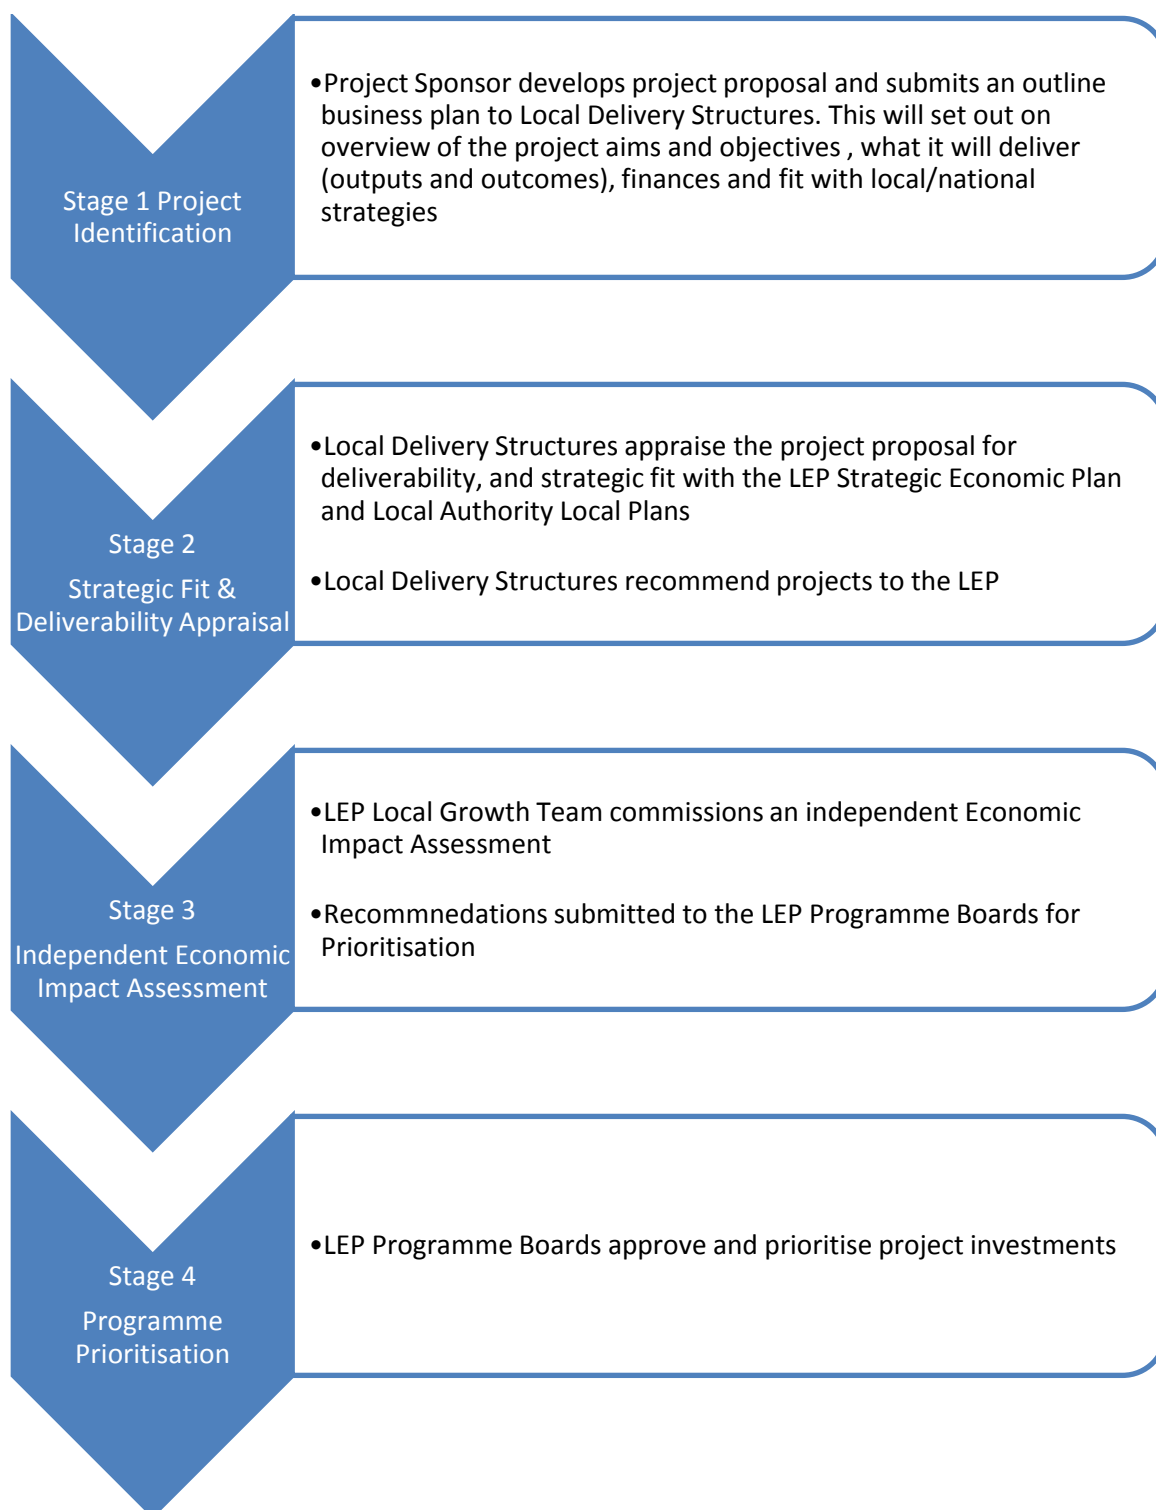 Stage 1 Project
Identification
•Project Sponsor develops project proposal and submits an outline
business plan to Local Delivery Structures. This will set out on
overview of the project aims and objectives , what it will deliver
(outputs and outcomes), finances and fit with local/national
strategies
Stage 2
Strategic Fit &
Deliverability Appraisal
•Local Delivery Structures appraise the project proposal for
deliverability, and strategic fit with the LEP Strategic Economic Plan
and Local Authority Local Plans
•Local Delivery Structures recommend projects to the LEP
Stage 3
Independent Economic
Impact Assessment
•LEP Local Growth Team commissions an independent Economic
Impact Assessment
•Recommnedations submitted to the LEP Programme Boards for
Prioritisation
Stage 4
Programme
Prioritisation
•LEP Programme Boards approve and prioritise project investments